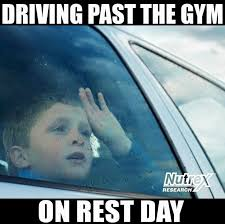 DRIVING PAST THE GYM
Nutrex
RESEARCH
ON REST DAY